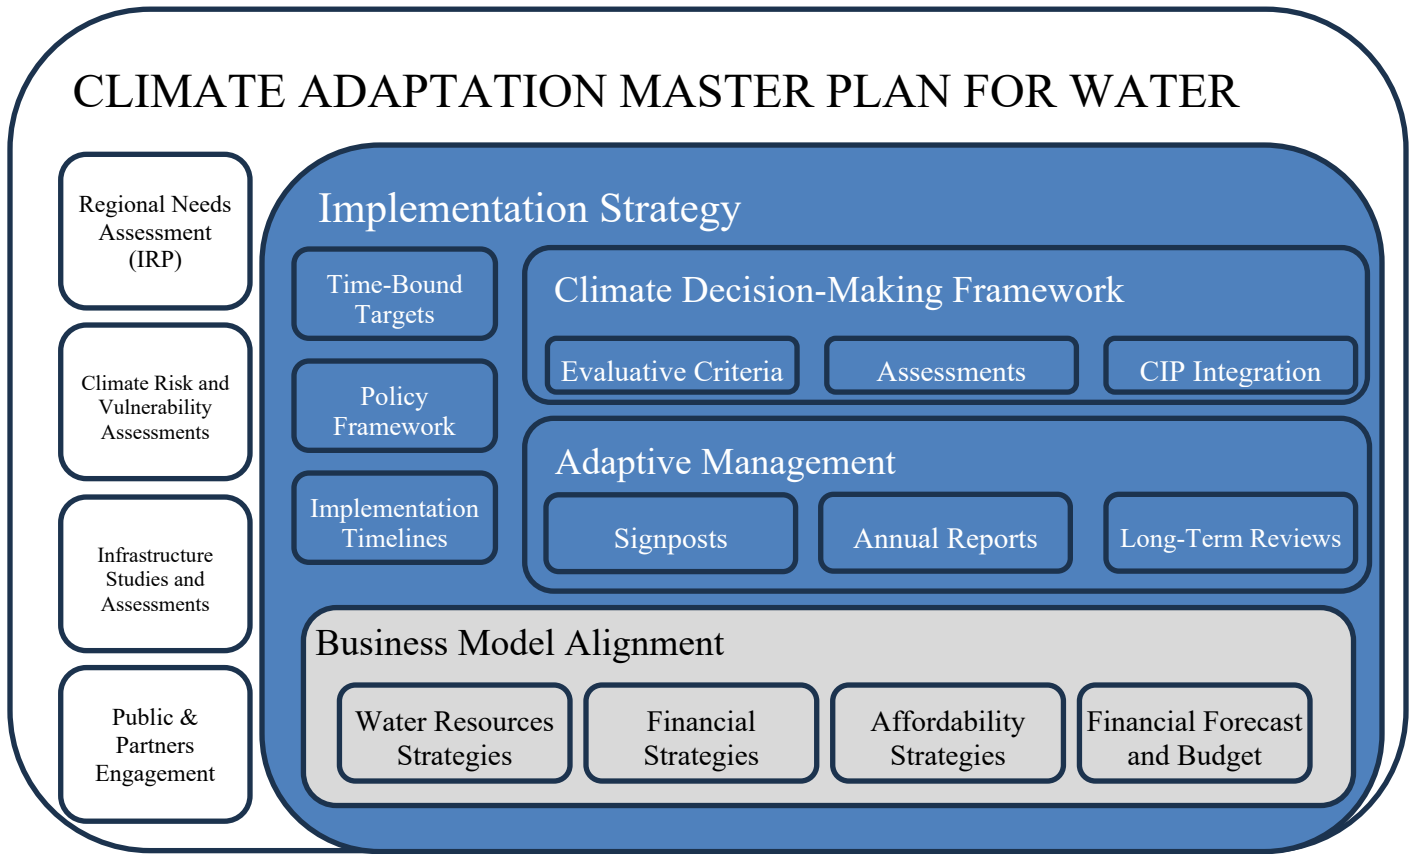 CLIMATE ADAPTATION MASTER PLAN FOR WATER
Regional Needs
Assessment
(IRP)
Climate Risk and
Vulnerability
Assessments
Infrastructure
Studies and
Assessments
Public &
Partners
Engagement
Implementation Strategy
Time-Bound
Targets
Policy
Framework
Implementation
Timelines
Climate Decision-Making Framework
Evaluative Criteria
Assessments
CIP Integration
Adaptive Management
Signposts
Annual Reports
Long-Term Reviews
Business Model Alignment
Water Resources
Strategies
Financial
Strategies
Affordability
Strategies
Financial Forecast
and Budget